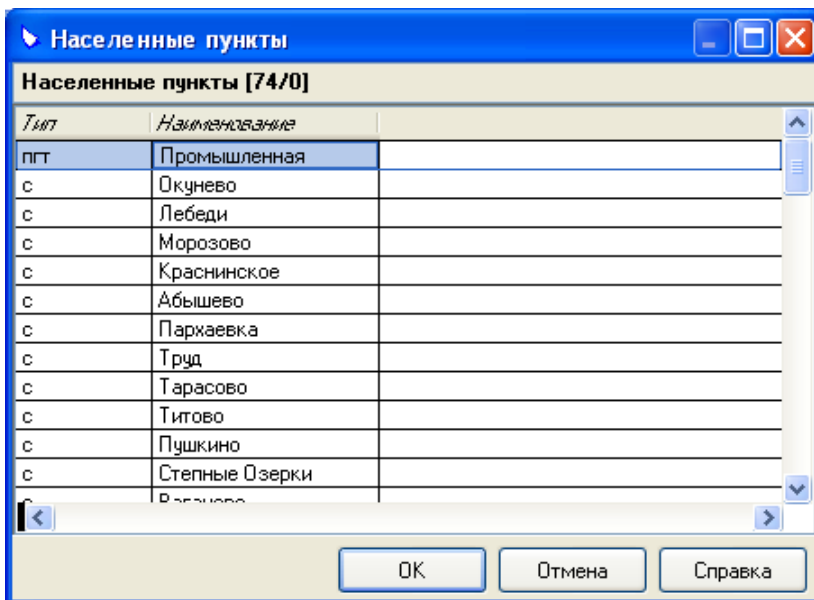 Населенные пункты
Населенные пункты [74/0]
Тип Наименование
пгт Промышленная
с Окунево
с Лебеди
с Морозово
с Краснинское
с Абышево
с Пархаевка
с Труд
с Тарасово
с Титово
с Пушкино
с Степные Озерки
OK Отмена Справка